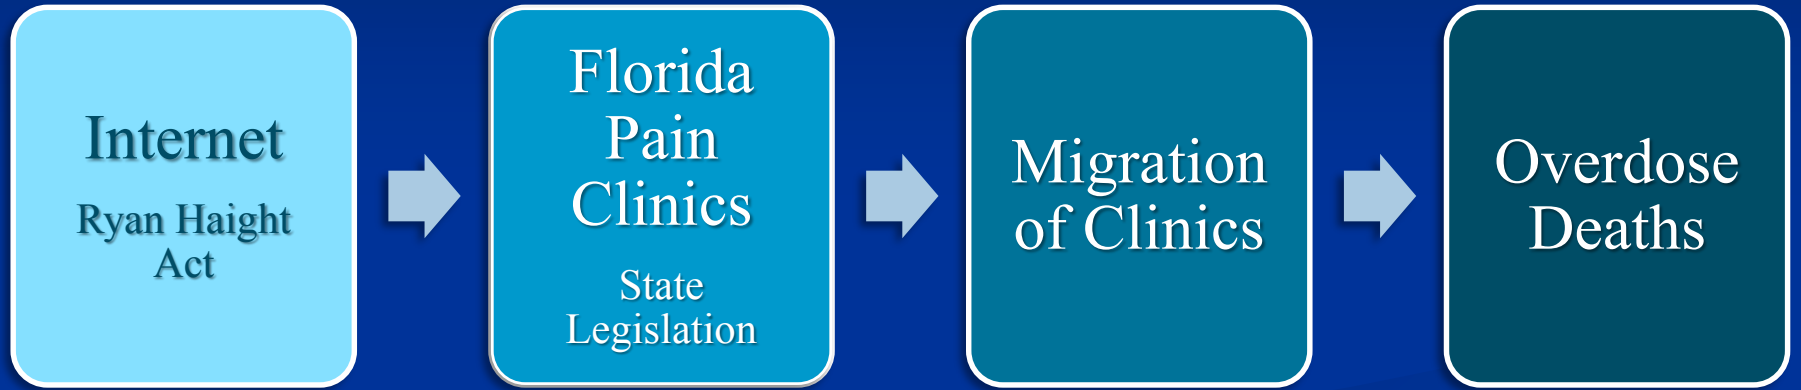 Internet
Ryan Haight
Act
Florida
Pain
Clinics
State
Legislation
Migration
of Clinics
Overdose
Deaths